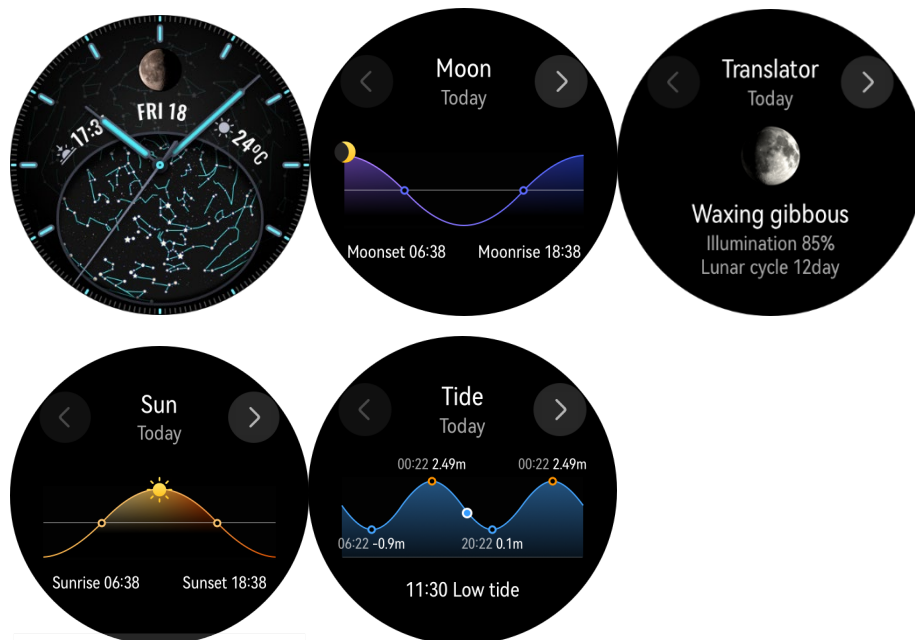 FRI 18
17:3
24°C
Moon
Today
Moonset 06:38
Moonrise 18:38
Translator
Today
Waxing gibbous
Illumination 85%
Lunar cycle 12day
Sun
Today
Sunrise 06:38
Sunset 18:38
Tide
Today
00:22 2.49m
00:22 2.49m
06:22 -0.9m
20:22 0.1m
11:30 Low tide